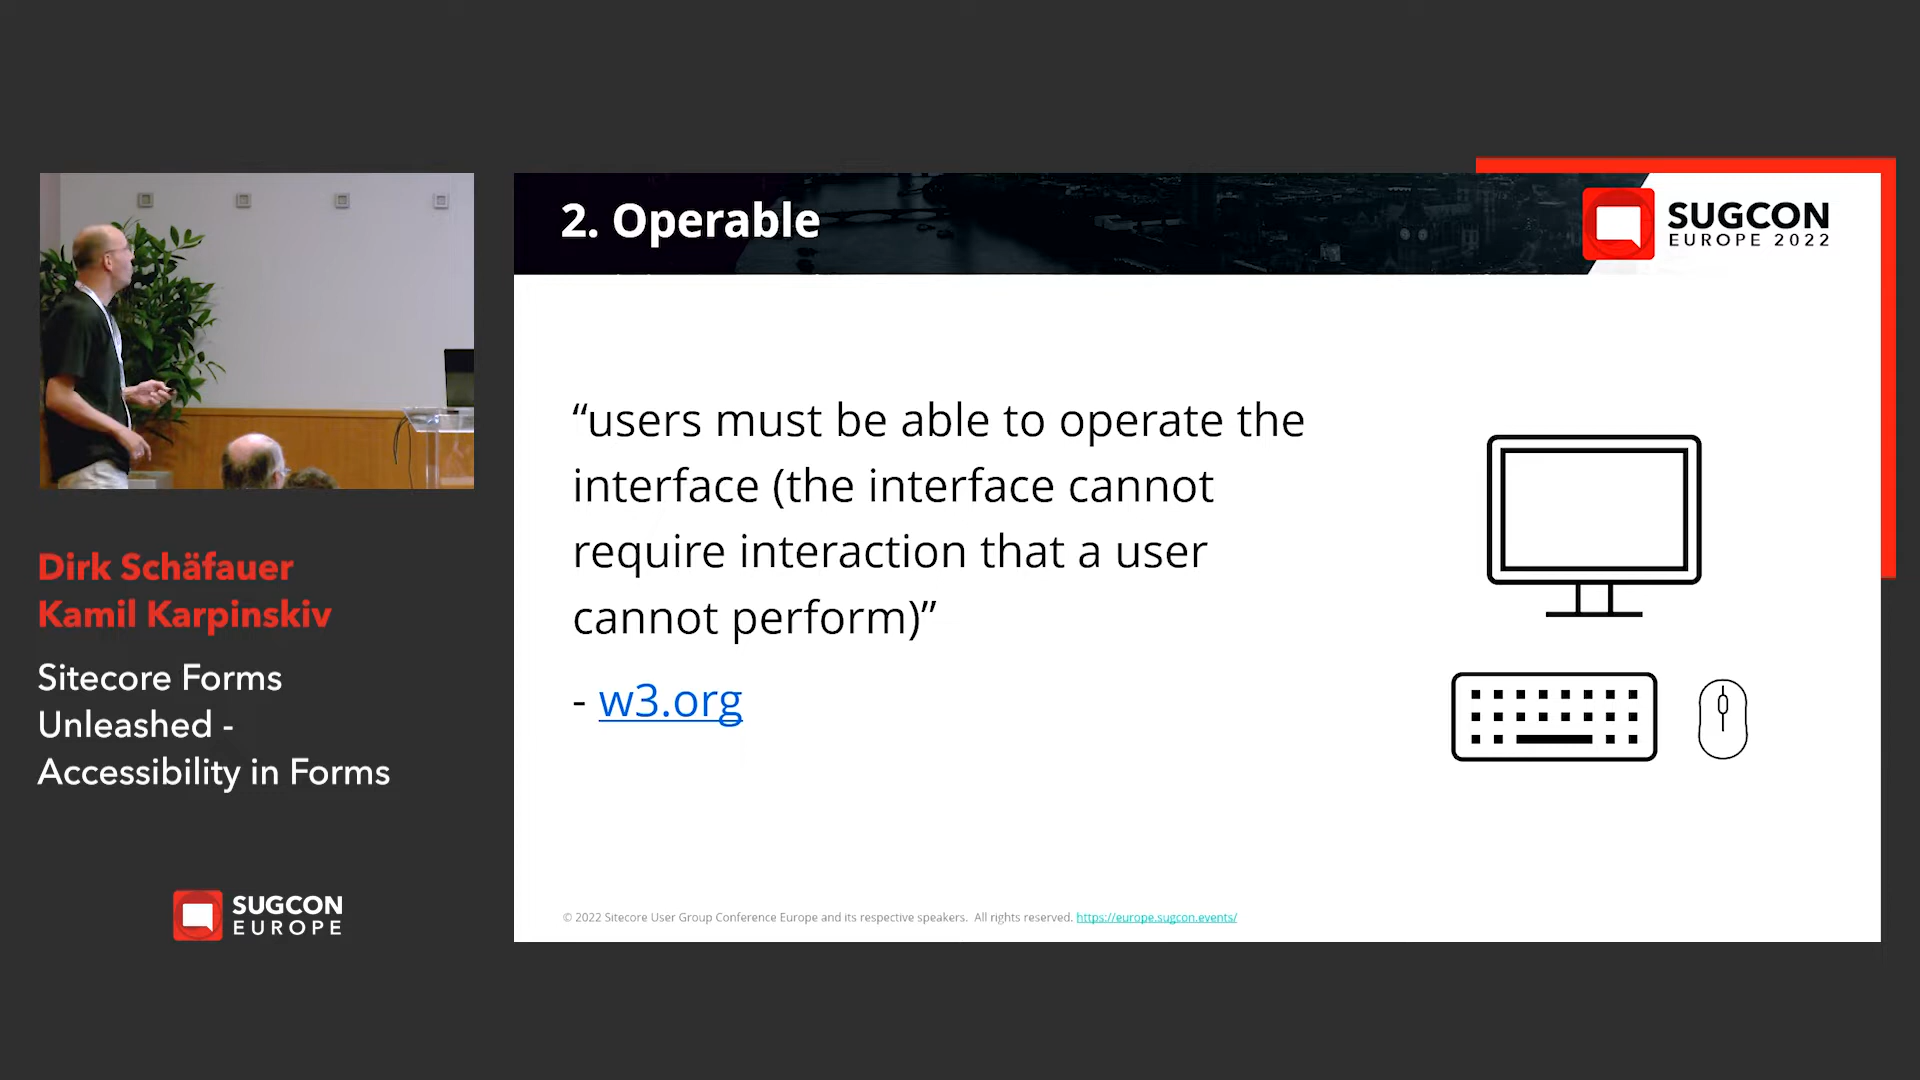 2. Operable
SUGCON
EUROPE 2022
“users must be able to operate the
interface (the interface cannot
require interaction that a user
cannot perform)”
- w3.org
© 2022 Sitecore User Group Conference Europe and its respective speakers. All rights reserved. https://europe.sugcon.events/
Dirk Schäfauer
Kamil Karpinskiv
Sitecore Forms
Unleashed -
Accessibility in Forms
SUGCON
EUROPE